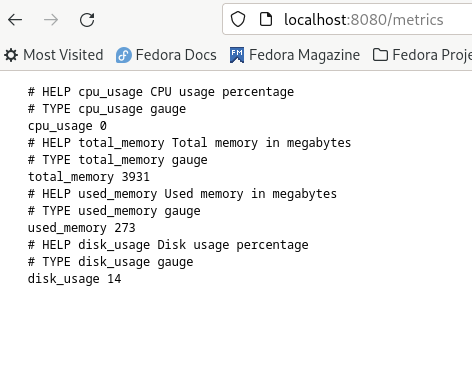 localhost:8080/metrics
Most Visited Fedora Docs Fedora Magazine Fedora Proje
# HELP cpu_usage CPU usage percentage
# TYPE cpu_usage gauge
cpu_usage 0
# HELP total_memory Total memory in megabytes
# TYPE total_memory gauge
total_memory 3931
# HELP used_memory Used memory in megabytes
# TYPE used_memory gauge
used_memory 273
# HELP disk_usage Disk usage percentage
# TYPE disk_usage gauge
disk_usage 14